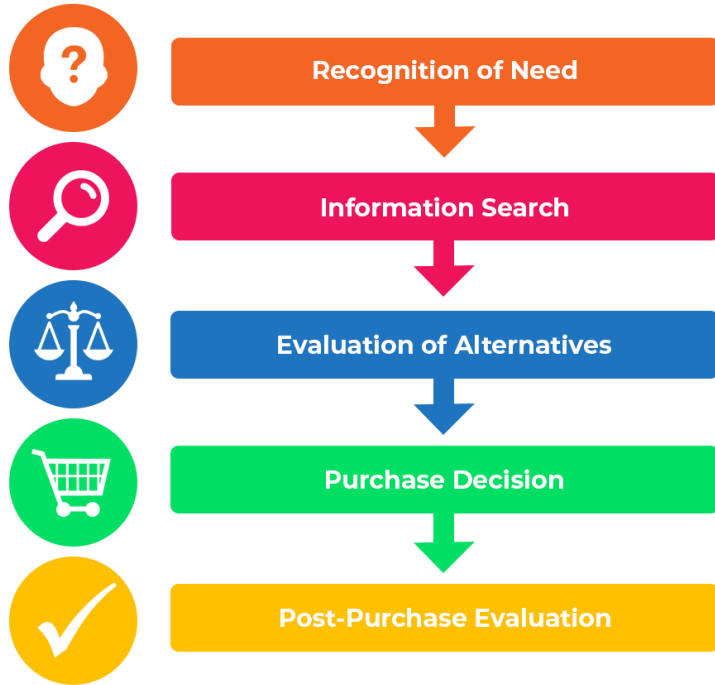 ?
Recognition of Need
Information Search
Evaluation of Alternatives
Purchase Decision
Post-Purchase Evaluation